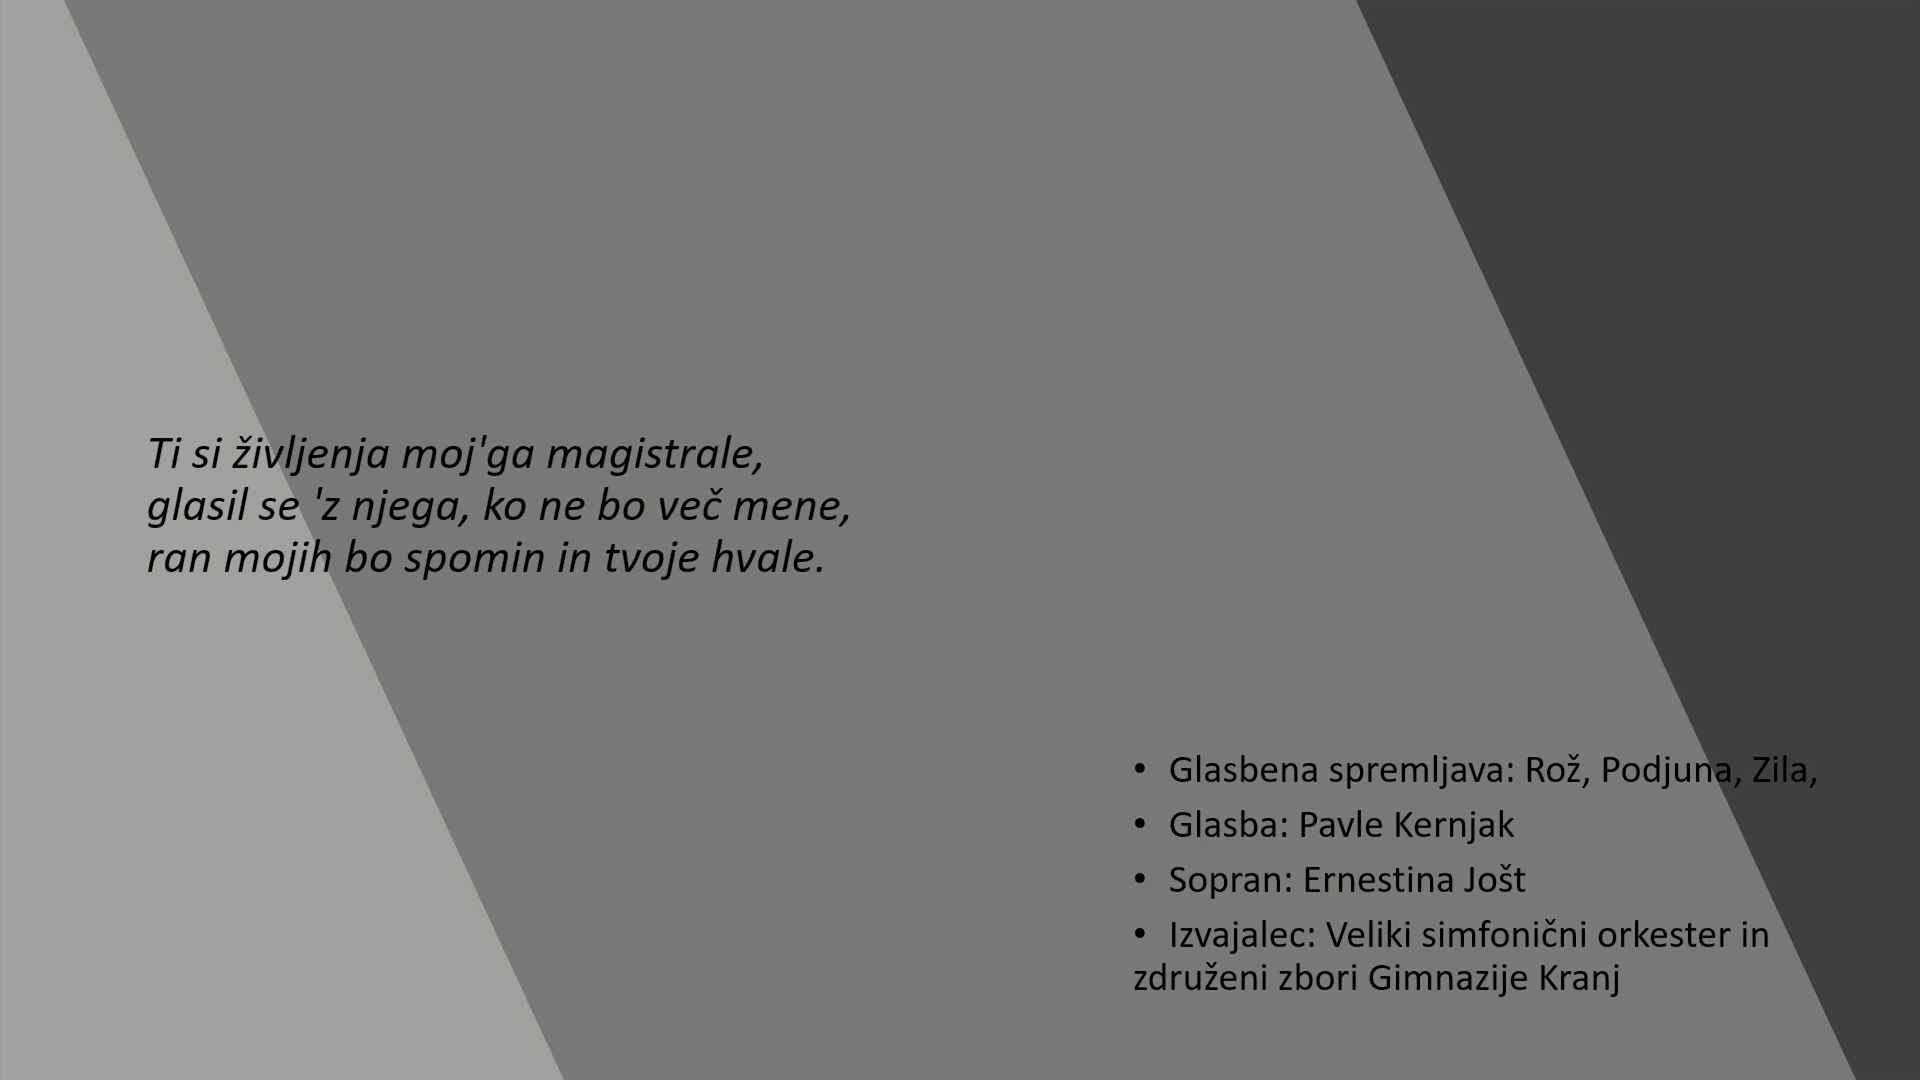 Ti si življenja moj'ga magistrale,
glasil se 'z njega, ko ne bo več mene,
ran mojih bo spomin in tvoje hvale.
• Glasbena spremljava: Rož, Podjuna, Zila,
• Glasba: Pavle Kernjak
• Sopran: Ernestina Jošt
• Izvajalec: Veliki simfonični orkester in
združeni zbori Gimnazije Kranj